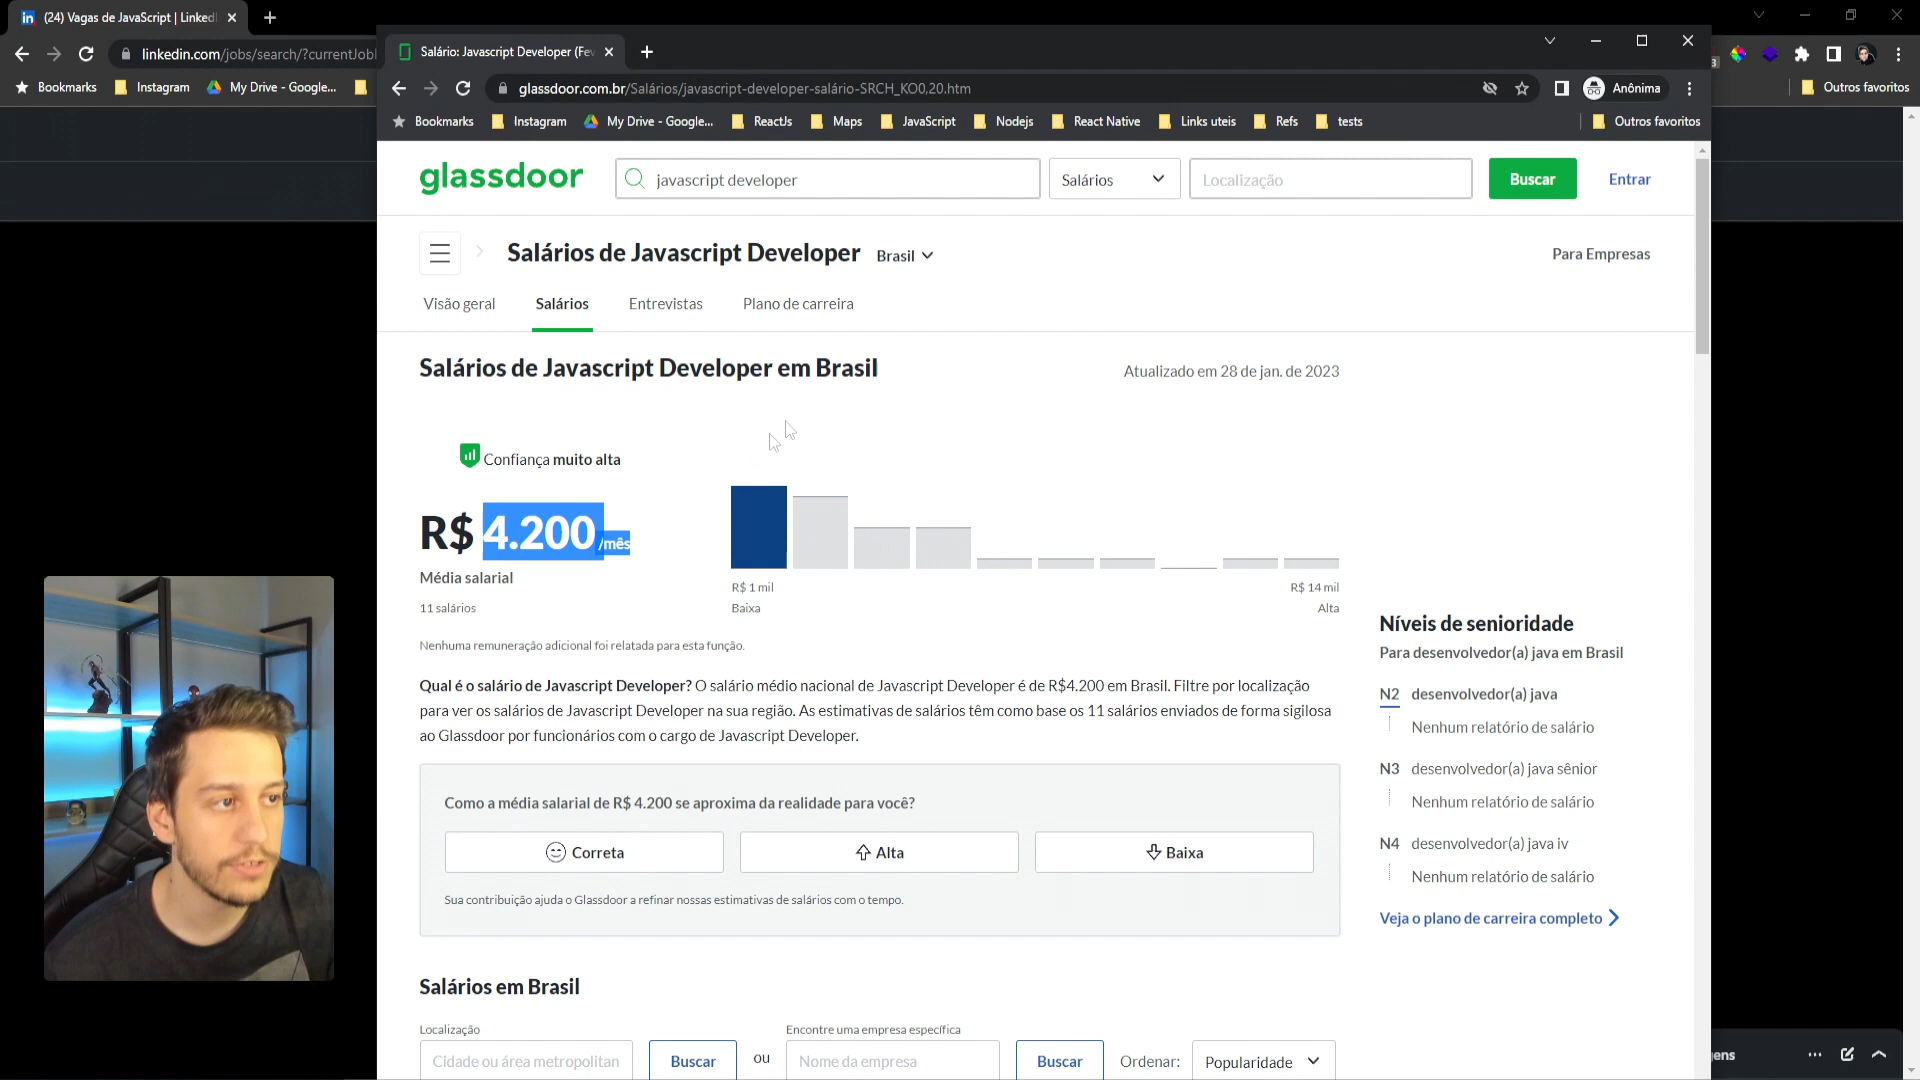 (24) Vagas de JavaScript | Linked
linkedin.com/jobs/search/?currentJobI
Bookmarks
Instagram
My Drive - Google...
Outros favoritos
Salário: Javascript Developer (Fev
glassdoor.com.br/Salários/javascript-developer-salário-SRCH_KO0,20.htm
Anônima
Bookmarks
Instagram
My Drive - Google...
ReactJs
Maps
JavaScript
Nodejs
React Native
Links uteis
Refs
tests
Outros favoritos
glassdoor
javascript developer
Salários
Localização
Buscar
Entrar
Salários de Javascript Developer
Brasil
Para Empresas
Visão geral
Salários
Entrevistas
Plano de carreira
Salários de Javascript Developer em Brasil
Atualizado em 28 de jan. de 2023
Confiança muito alta
R$ 4.200 /mês
Média salarial
11 salários
R$ 1 mil
Baixa
R$ 14 mil
Alta
Nenhuma remuneração adicional foi relatada para esta função.
Qual é o salário de Javascript Developer? O salário médio nacional de Javascript Developer é de R$4.200 em Brasil. Filtre por localização
para ver os salários de Javascript Developer na sua região. As estimativas de salários têm como base os 11 salários enviados de forma sigilosa
ao Glassdoor por funcionários com o cargo de Javascript Developer.
Como a média salarial de R$ 4.200 se aproxima da realidade para você?
Correta
Alta
Baixa
Sua contribuição ajuda o Glassdoor a refinar nossas estimativas de salários com o tempo.
Níveis de senioridade
Para desenvolvedor(a) java em Brasil
N2 desenvolvedor(a) java
Nenhum relatório de salário
N3 desenvolvedor(a) java sênior
Nenhum relatório de salário
N4 desenvolvedor(a) java iv
Nenhum relatório de salário
Veja o plano de carreira completo
Salários em Brasil
Localização
Cidade ou área metropolitan
Buscar
ou
Encontre uma empresa específica
Nome da empresa
Buscar
Ordenar:
Popularidade
gens